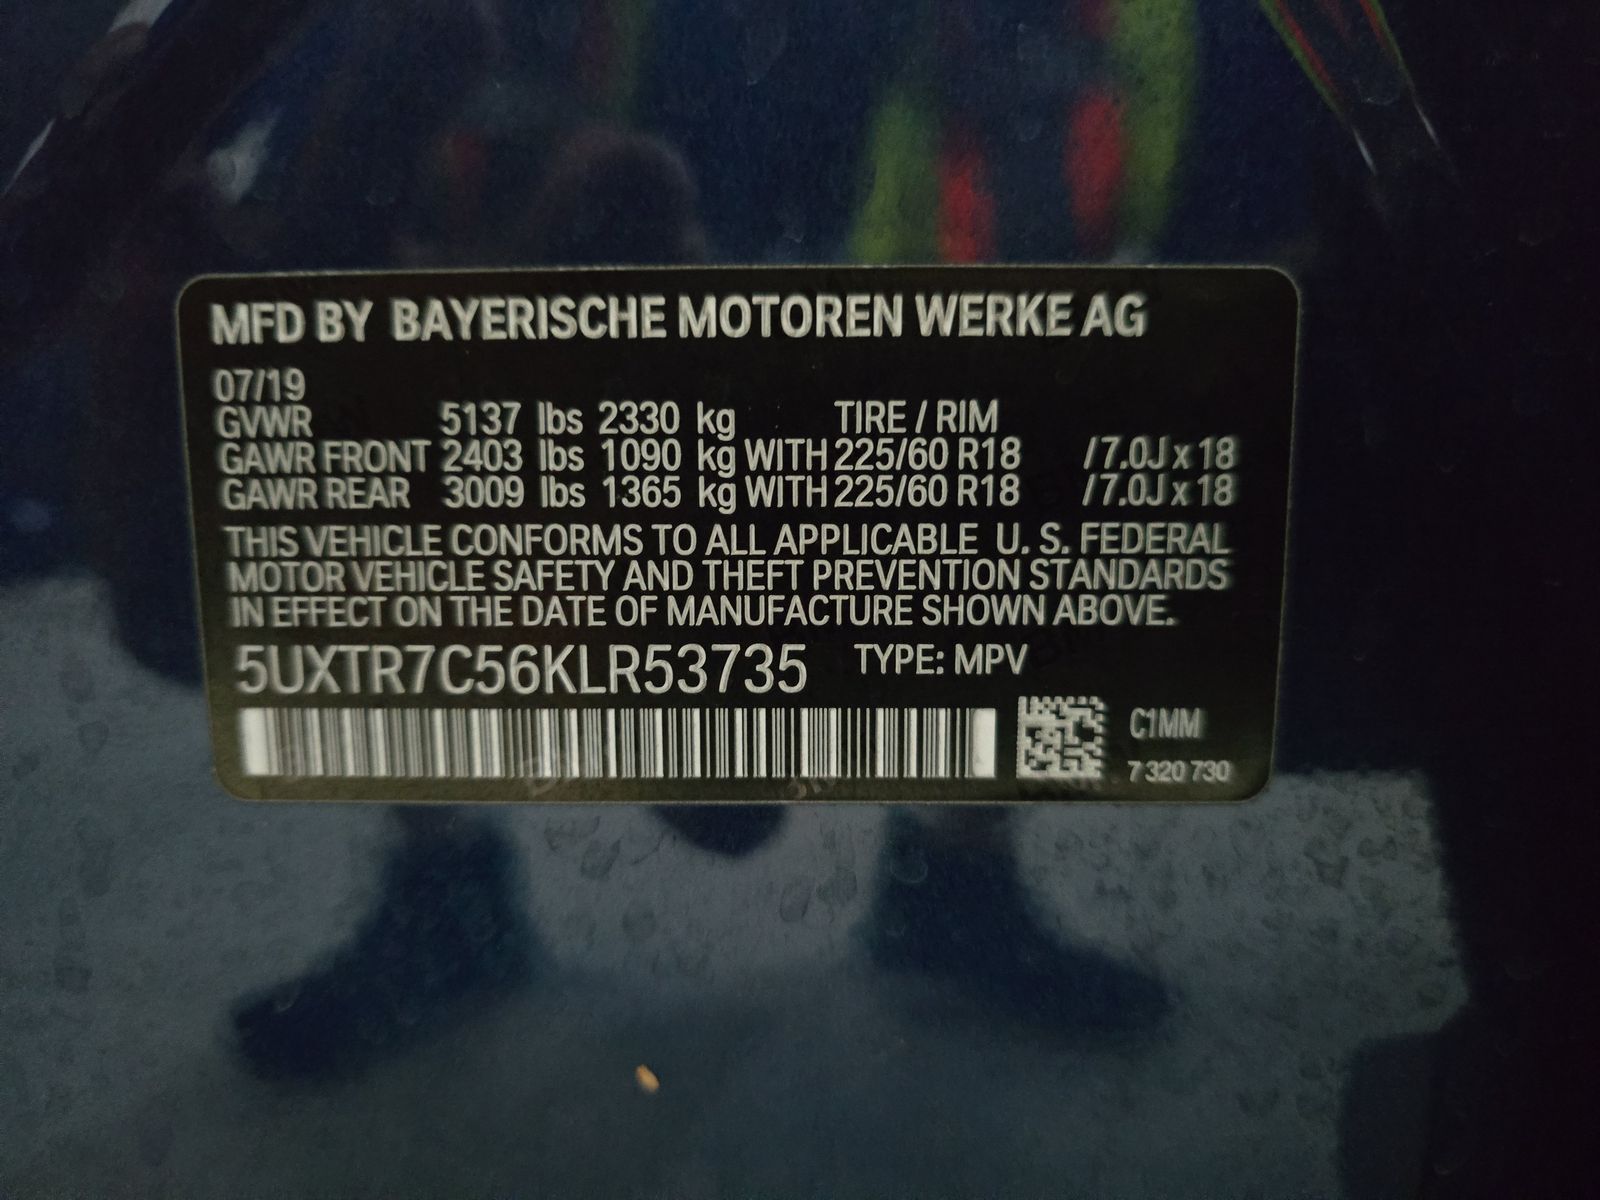 MFD BY BAYERISCHE MOTOREN WERKE AG
07/19
GVWR 5137 lbs 2330 kg TIRE / RIM
GAWR FRONT 2403 lbs 1090 kg WITH 225/60 R18 / 7.0J x 18
GAWR REAR 3009 lbs 1365 kg WITH 225/60 R18 / 7.0J x 18
THIS VEHICLE CONFORMS TO ALL APPLICABLE U. S. FEDERAL
MOTOR VEHICLE SAFETY AND THEFT PREVENTION STANDARDS
IN EFFECT ON THE DATE OF MANUFACTURE SHOWN ABOVE.
5UXTR7C56KLR53735 TYPE: MPV
C1MM
7 320 730